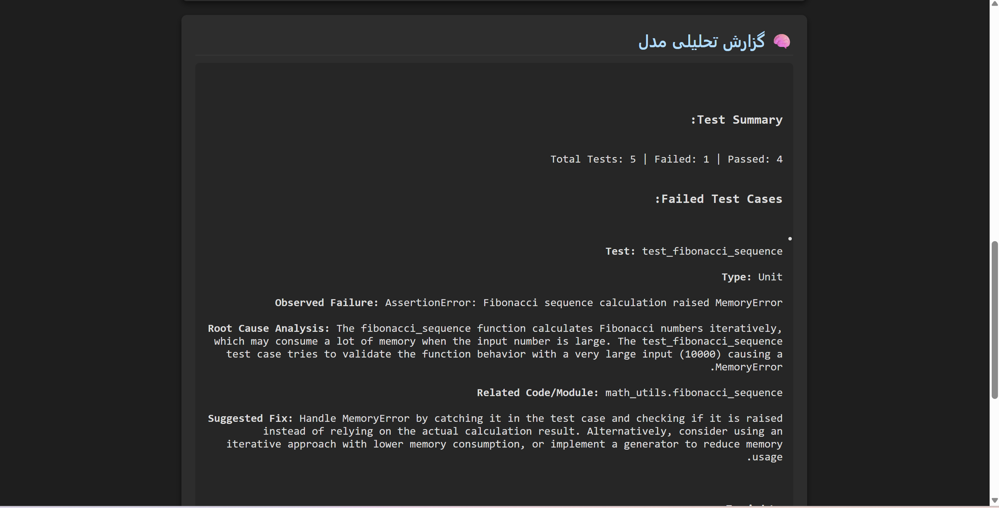 🧠 گزارش تحلیلی مدل
:Test Summary
Total Tests: 5 | Failed: 1 | Passed: 4
:Failed Test Cases
•
Test: test_fibonacci_sequence
Type: Unit
Observed Failure: AssertionError: Fibonacci sequence calculation raised MemoryError
Root Cause Analysis: The fibonacci_sequence function calculates Fibonacci numbers iteratively,
which may consume a lot of memory when the input number is large. The test_fibonacci_sequence
test case tries to validate the function behavior with a very large input (10000) causing a
.MemoryError
Related Code/Module: math_utils.fibonacci_sequence
Suggested Fix: Handle MemoryError by catching it in the test case and checking if it is raised
instead of relying on the actual calculation result. Alternatively, consider using an
iterative approach with lower memory consumption, or implement a generator to reduce memory
.usage